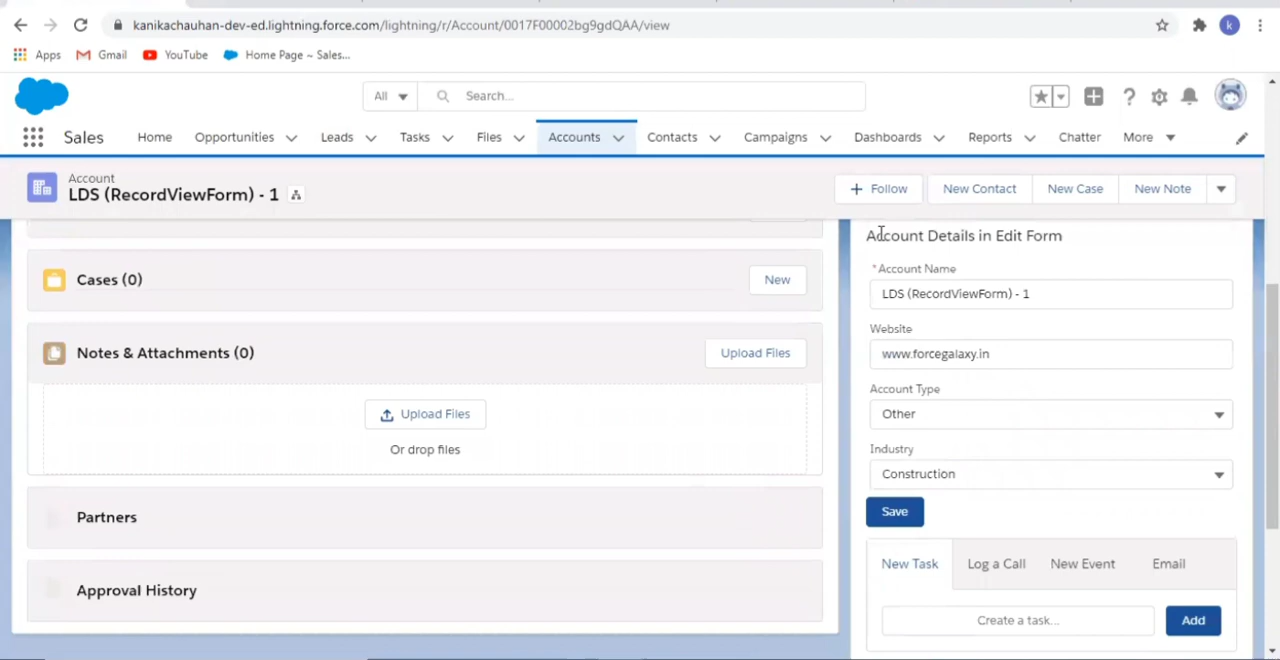 kanikachauhan-dev-ed.lightning.force.com/lightning/r/Account/0017F00002bg9gdQAA/view
k
Apps Gmail YouTube Home Page ~ Sales...
All Search...
Sales Home Opportunities Leads Tasks Files Accounts Contacts Campaigns Dashboards Reports Chatter More
Account
LDS (RecordViewForm) - 1
+ Follow New Contact New Case New Note
Cases (0)
New
Notes & Attachments (0)
Upload Files
Upload Files
Or drop files
Partners
Approval History
Account Details in Edit Form
*Account Name
LDS (RecordViewForm) - 1
Website
www.forcegalaxy.in
Account Type
Other
Industry
Construction
Save
New Task Log a Call New Event Email
Create a task... Add